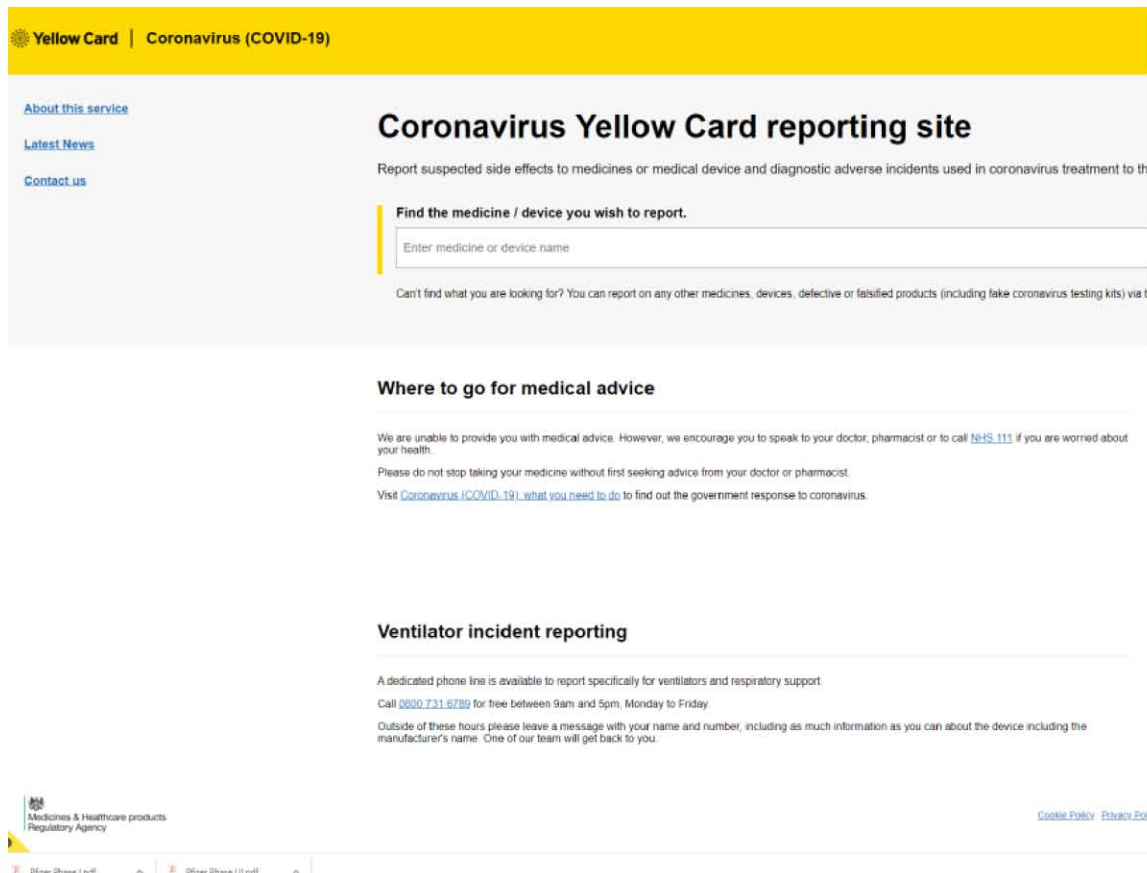 Yellow Card | Coronavirus (COVID-19)
About this service
Latest News
Contact us
Coronavirus Yellow Card reporting site
Report suspected side effects to medicines or medical device and diagnostic adverse incidents used in coronavirus treatment to th
Find the medicine / device you wish to report.
Enter medicine or device name
Can't find what you are looking for? You can report on any other medicines, devices, defective or falsified products (including fake coronavirus testing kits) via t
Where to go for medical advice
We are unable to provide you with medical advice. However, we encourage you to speak to your doctor, pharmacist or to call NHS 111 if you are worried about
your health.
Please do not stop taking your medicine without first seeking advice from your doctor or pharmacist.
Visit Coronavirus (COVID-19): what you need to do to find out the government response to coronavirus.
Ventilator incident reporting
A dedicated phone line is available to report specifically for ventilators and respiratory support.
Call 0800 731 6789 for free between 9am and 5pm, Monday to Friday.
Outside of these hours please leave a message with your name and number, including as much information as you can about the device including the
manufacturer's name. One of our team will get back to you.
Medicines & Healthcare products
Regulatory Agency
Cookie Policy Privacy Pol